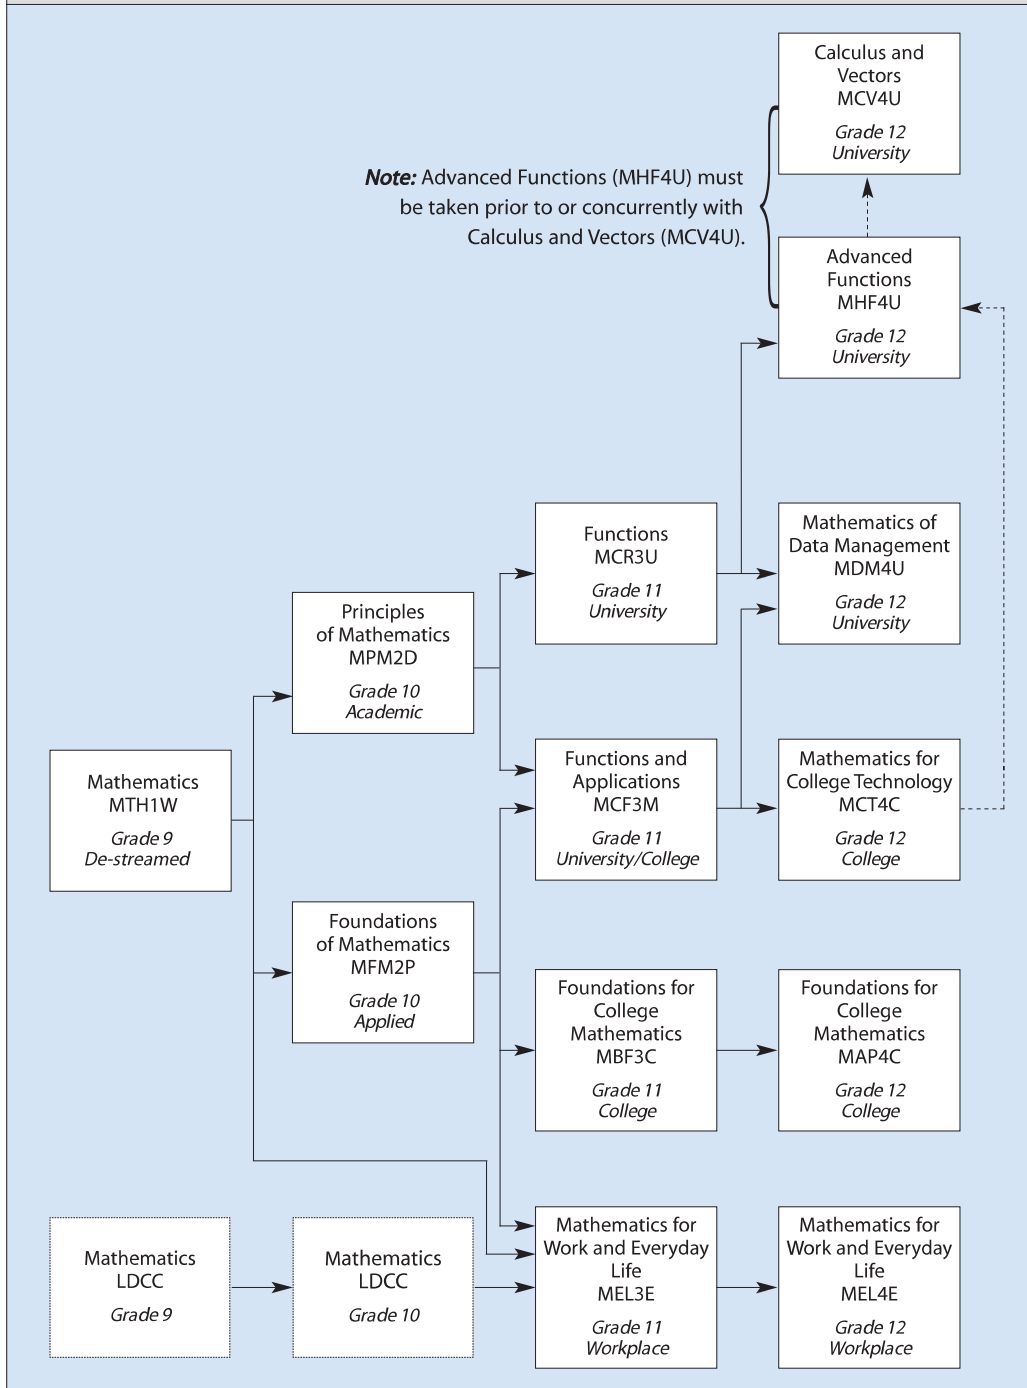 Calculus and
Vectors
MCV4U
Grade 12
University
Note: Advanced Functions (MHF4U) must
be taken prior to or concurrently with
Calculus and Vectors (MCV4U).
Advanced
Functions
MHF4U
Grade 12
University
Functions
MCR3U
Grade 11
University
Mathematics of
Data Management
MDM4U
Grade 12
University
Principles
of Mathematics
MPM2D
Grade 10
Academic
Mathematics
MTH1W
Grade 9
De-streamed
Functions and
Applications
MCF3M
Grade 11
University/College
Mathematics for
College Technology
MCT4C
Grade 12
College
Foundations
of Mathematics
MFM2P
Grade 10
Applied
Foundations for
College
Mathematics
MBF3C
Grade 11
College
Foundations for
College
Mathematics
MAP4C
Grade 12
College
Mathematics
LDCC
Grade 9
Mathematics
LDCC
Grade 10
Mathematics for
Work and Everyday
Life
MEL3E
Grade 11
Workplace
Mathematics for
Work and Everyday
Life
MEL4E
Grade 12
Workplace